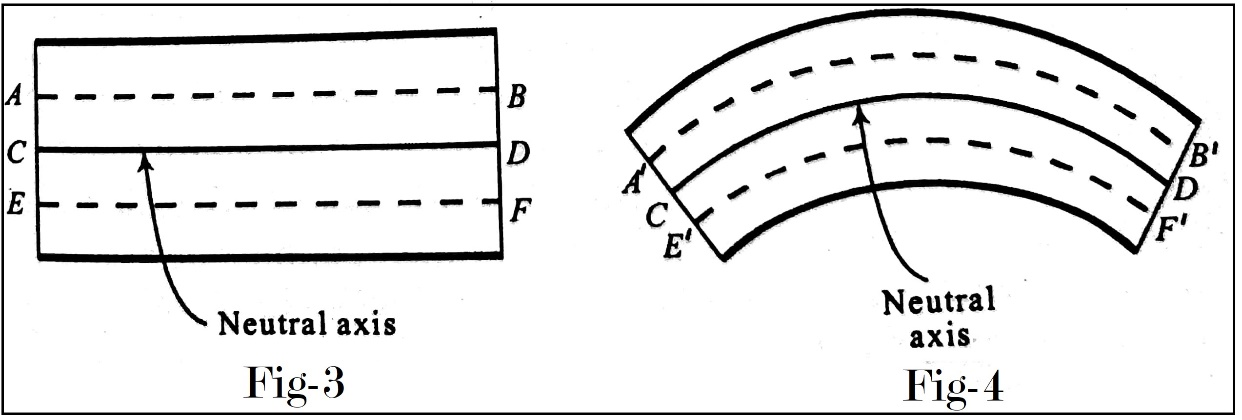 A
B
C
D
E
F
Neutral axis
Fig-3
A'
B'
C
D
E'
F'
Neutral
axis
Fig-4